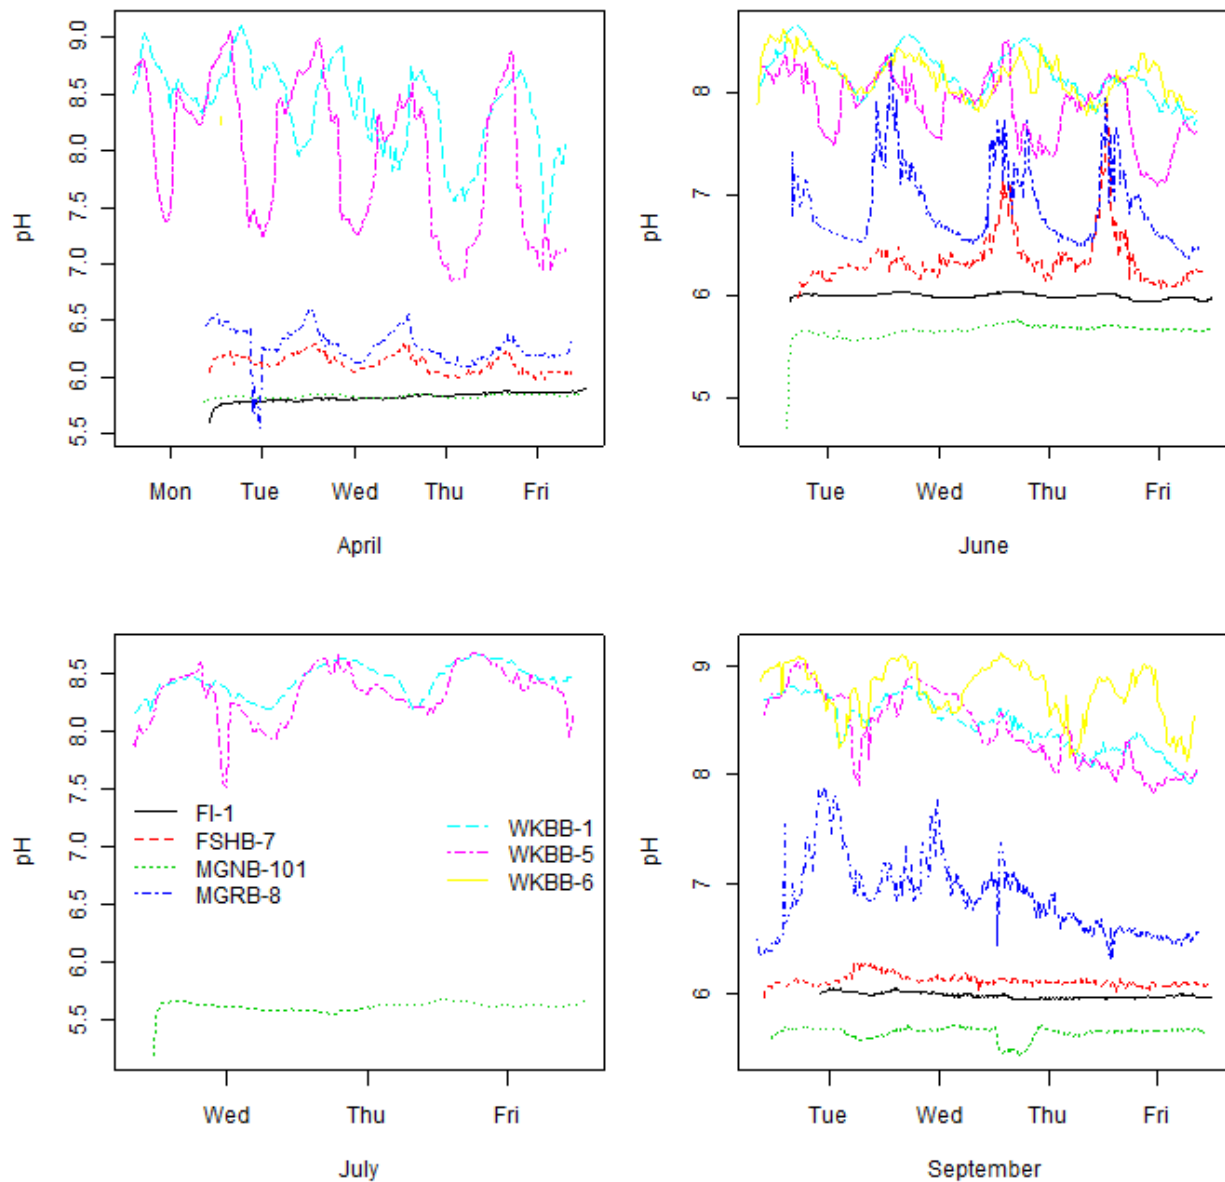 pH
9.0
8.5
8.0
7.5
7.0
6.5
6.0
5.5
Mon Tue Wed Thu Fri
April
pH
8
7
6
5
Tue Wed Thu Fri
June
pH
8.5
8.0
7.5
7.0
6.5
6.0
5.5
FI-1
FSHB-7
MGNB-101
MGRB-8
WKBB-1
WKBB-5
WKBB-6
Wed Thu Fri
July
pH
9
8
7
6
Tue Wed Thu Fri
September